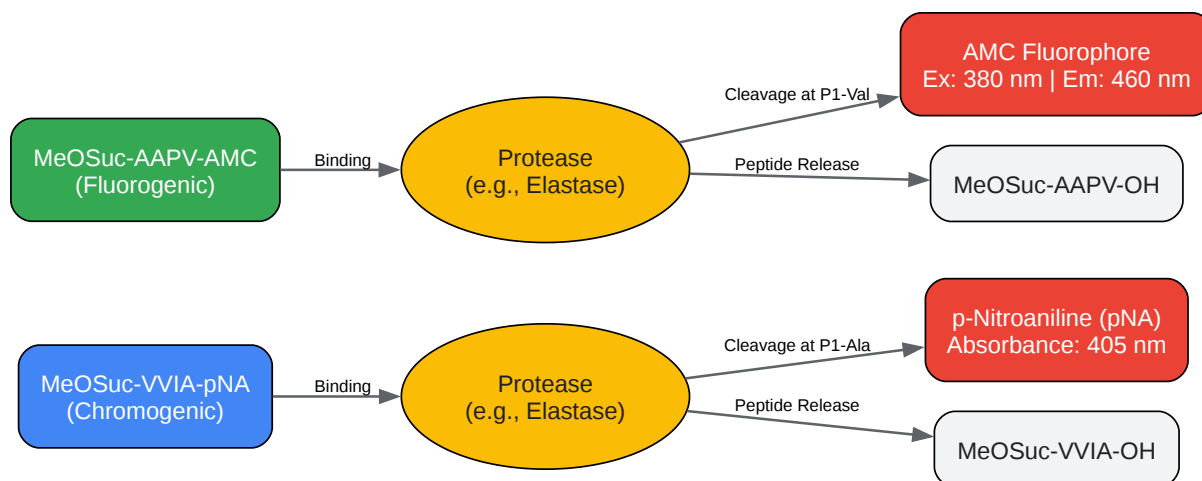 MeOSuc-AAPV-AMC
(Fluorogenic)
Binding
Protease
(e.g., Elastase)
Cleavage at P1-Val
AMC Fluorophore
Ex: 380 nm | Em: 460 nm
Peptide Release
MeOSuc-AAPV-OH
MeOSuc-VVIA-pNA
(Chromogenic)
Binding
Protease
(e.g., Elastase)
Cleavage at P1-Ala
p-Nitroaniline (pNA)
Absorbance: 405 nm
Peptide Release
MeOSuc-VVIA-OH